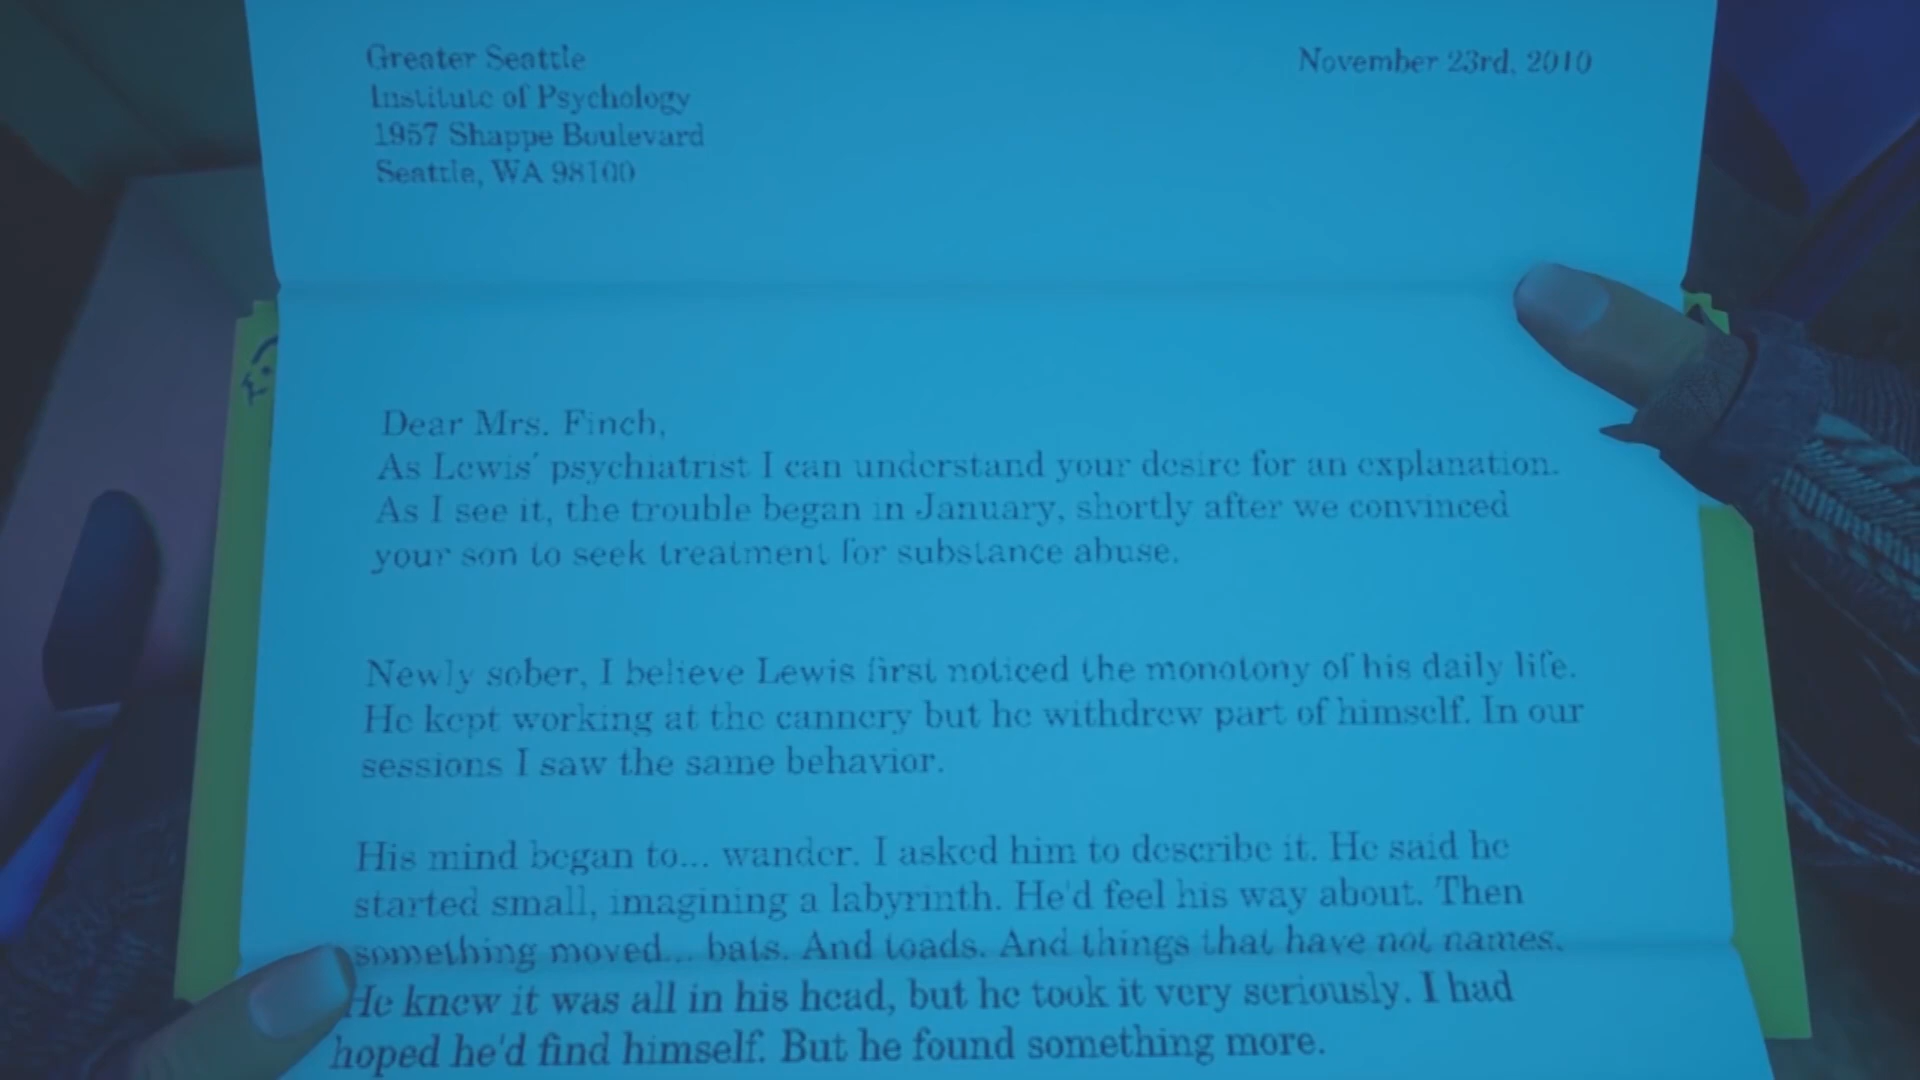 Greater Seattle
November 23rd, 2010
Institute of Psychology
1957 Shappe Boulevard
Seattle, WA 98100
Dear Mrs. Finch,
As Lewis' psychiatrist I can understand your desire for an explanation.
As I see it, the trouble began in January, shortly after we convinced
your son to seek treatment for substance abuse.
Newly sober, I believe Lewis first noticed the monotony of his daily life.
He kept working at the cannery but he withdrew part of himself. In our
sessions I saw the same behavior.
His mind began to... wander. I asked him to describe it. He said he
started small, imagining a labyrinth. He'd feel his way about. Then
something moved... bats. And toads. And things that have not names.
He knew it was all in his head, but he took it very seriously. I had
hoped he'd find himself. But he found something more.